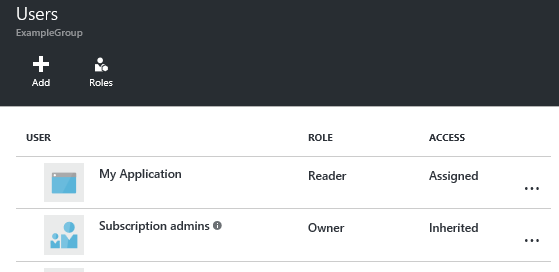 Users
ExampleGroup
Add Roles
USER ROLE ACCESS
My Application Reader Assigned ...
Subscription admins Owner Inherited ...